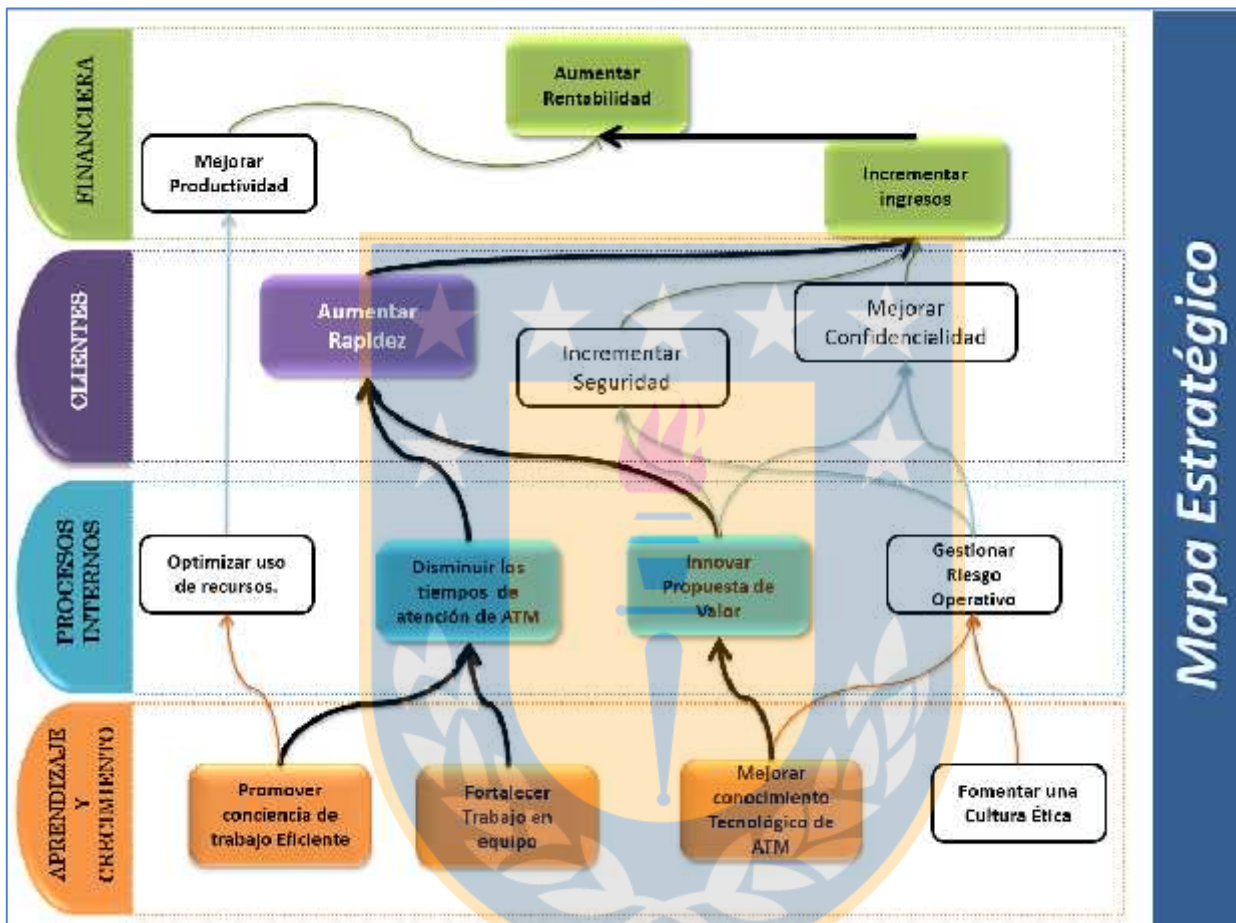 FINANCIERA
Aumentar
Rentabilidad
Mejorar
Productividad
Incrementar
ingresos
CLIENTES
Aumentar
Rapidez
Incrementar
Seguridad
Mejorar
Confidencialidad
PROCESOS
INTERNOS
Optimizar uso
de recursos.
Disminuir los
tiempos de
atención de ATM
Innovar
Propuesta de
Valor
Gestionar
Riesgo
Operativo
APRENDIZAJE
Y
CRECIMIENTO
Promover
conciencia de
trabajo Eficiente
Fortalecer
Trabajo en
equipo
Mejorar
conocimiento
Tecnológico de
ATM
Fomentar una
Cultura Ética
Mapa Estratégico